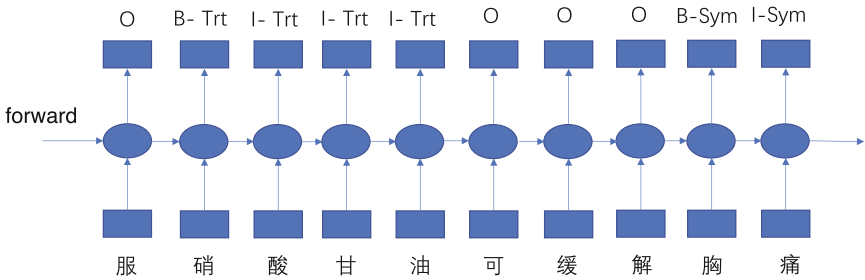 O B- Trt I- Trt I- Trt I- Trt O O O B-Sym I-Sym
forward
服 硝 酸 甘 油 可 缓 解 胸 痛